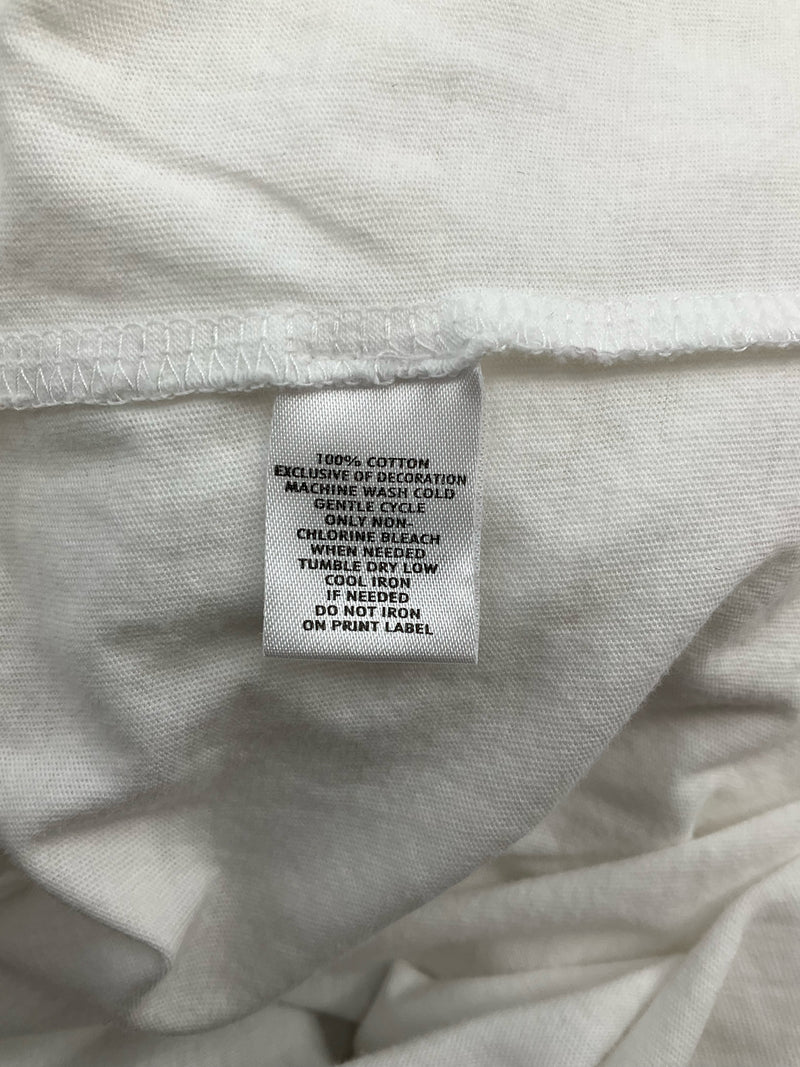 100% COTTON
EXCLUSIVE OF DECORATION
MACHINE WASH COLD
GENTLE CYCLE
ONLY NON-
CHLORINE BLEACH
WHEN NEEDED
TUMBLE DRY LOW
COOL IRON
IF NEEDED
DO NOT IRON
ON PRINT LABEL